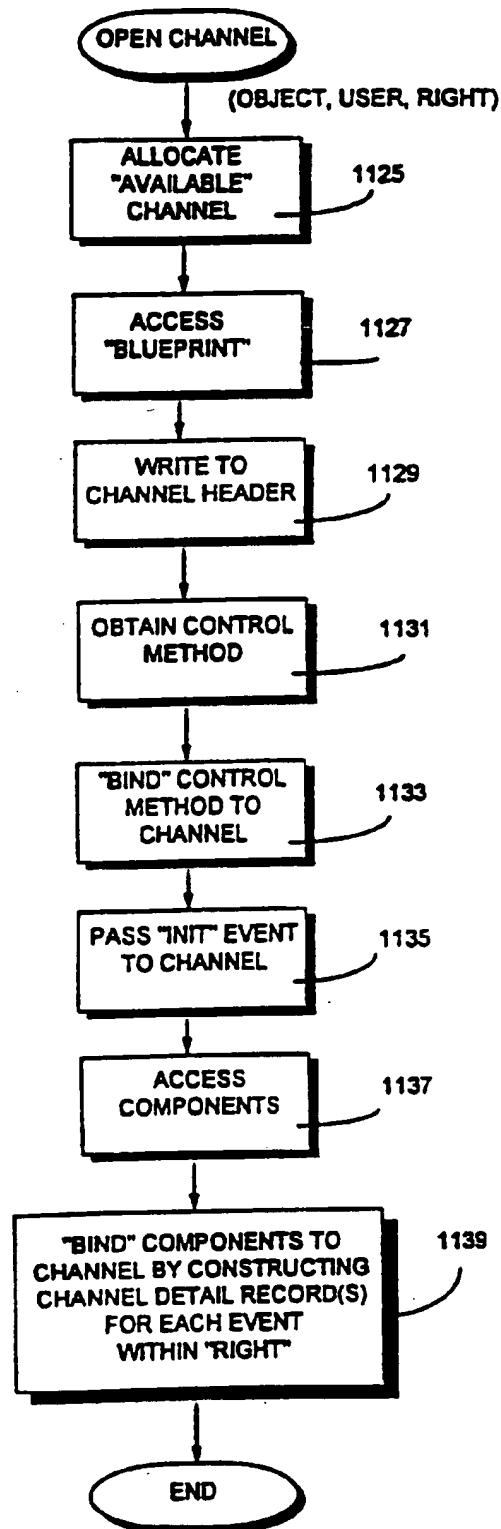 OPEN CHANNEL
(OBJECT, USER, RIGHT)
ALLOCATE
"AVAILABLE"
CHANNEL
1125
ACCESS
"BLUEPRINT"
1127
WRITE TO
CHANNEL HEADER
1129
OBTAIN CONTROL
METHOD
1131
"BIND" CONTROL
METHOD TO
CHANNEL
1133
PASS "INIT" EVENT
TO CHANNEL
1135
ACCESS
COMPONENTS
1137
"BIND" COMPONENTS TO
CHANNEL BY CONSTRUCTING
CHANNEL DETAIL RECORD(S)
FOR EACH EVENT
WITHIN "RIGHT"
1139
END